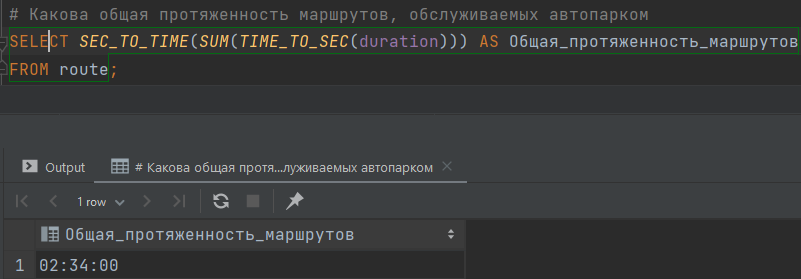 # Какова общая протяженность маршрутов, обслуживаемых автопарком
SELECT SEC_TO_TIME(SUM(TIME_TO_SEC(duration))) AS Общая_протяженность_маршрутов
FROM route;
Output
# Какова общая протя...луживаемых автопарком
1 row
Общая_протяженность_маршрутов
1 02:34:00